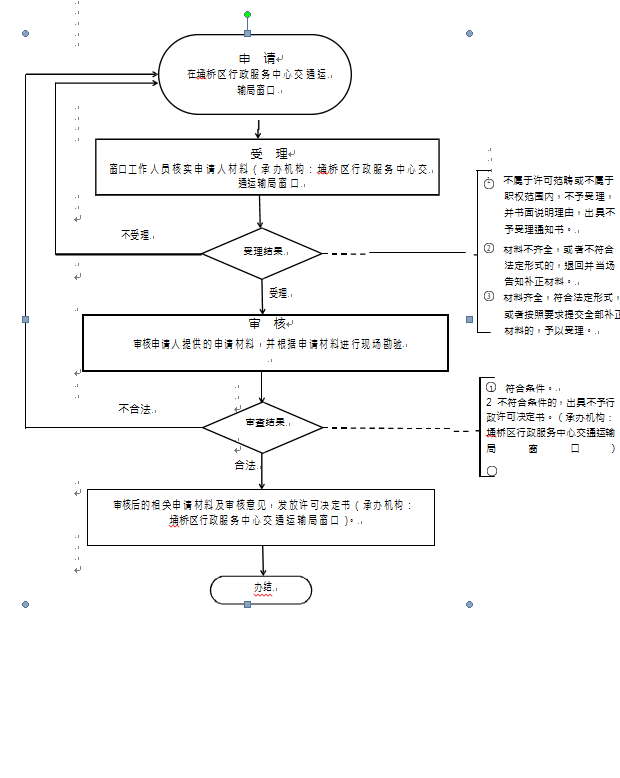 申 请
在埇桥区行政服务中心交通运
输局窗口
受 理
窗口工作人员核实申请人材料（承办机构：埇桥区行政服务中心交
通运输局窗口
不受理
受理结果
受理
① 不属于许可范畴或不属于
职权范围内，不予受理，
并书面说明理由，出具不
予受理通知书。
② 材料不齐全，或者不符合
法定形式的，退回并当场
告知补正材料。
③ 材料齐全，符合法定形式，
或者按照要求提交全部补正
材料的，予以受理。
审 核
审核申请人提供的申请材料，并根据申请材料进行现场勘验
不合法
审查结果
合法
① 符合条件。
2 不符合条件的，出具不予行
政许可决定书。（承办机构：
埇桥区行政服务中心交通运输
局 窗 口 ）
审核后的相关申请材料及审核意见，发放许可决定书（承办机构：
埇桥区行政服务中心交通运输局窗口）。
办结